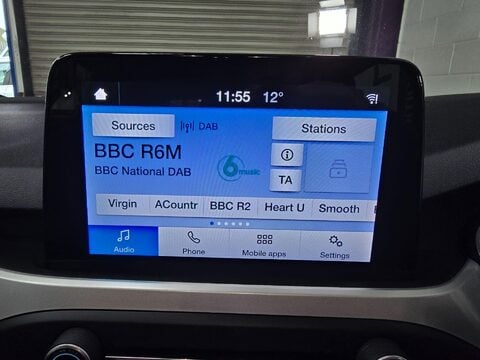 11:55 12°
Sources DAB Stations
BBC R6M
BBC National DAB
6 music
TA
Virgin ACountr BBC R2 Heart U Smooth
Audio Phone Mobile apps Settings